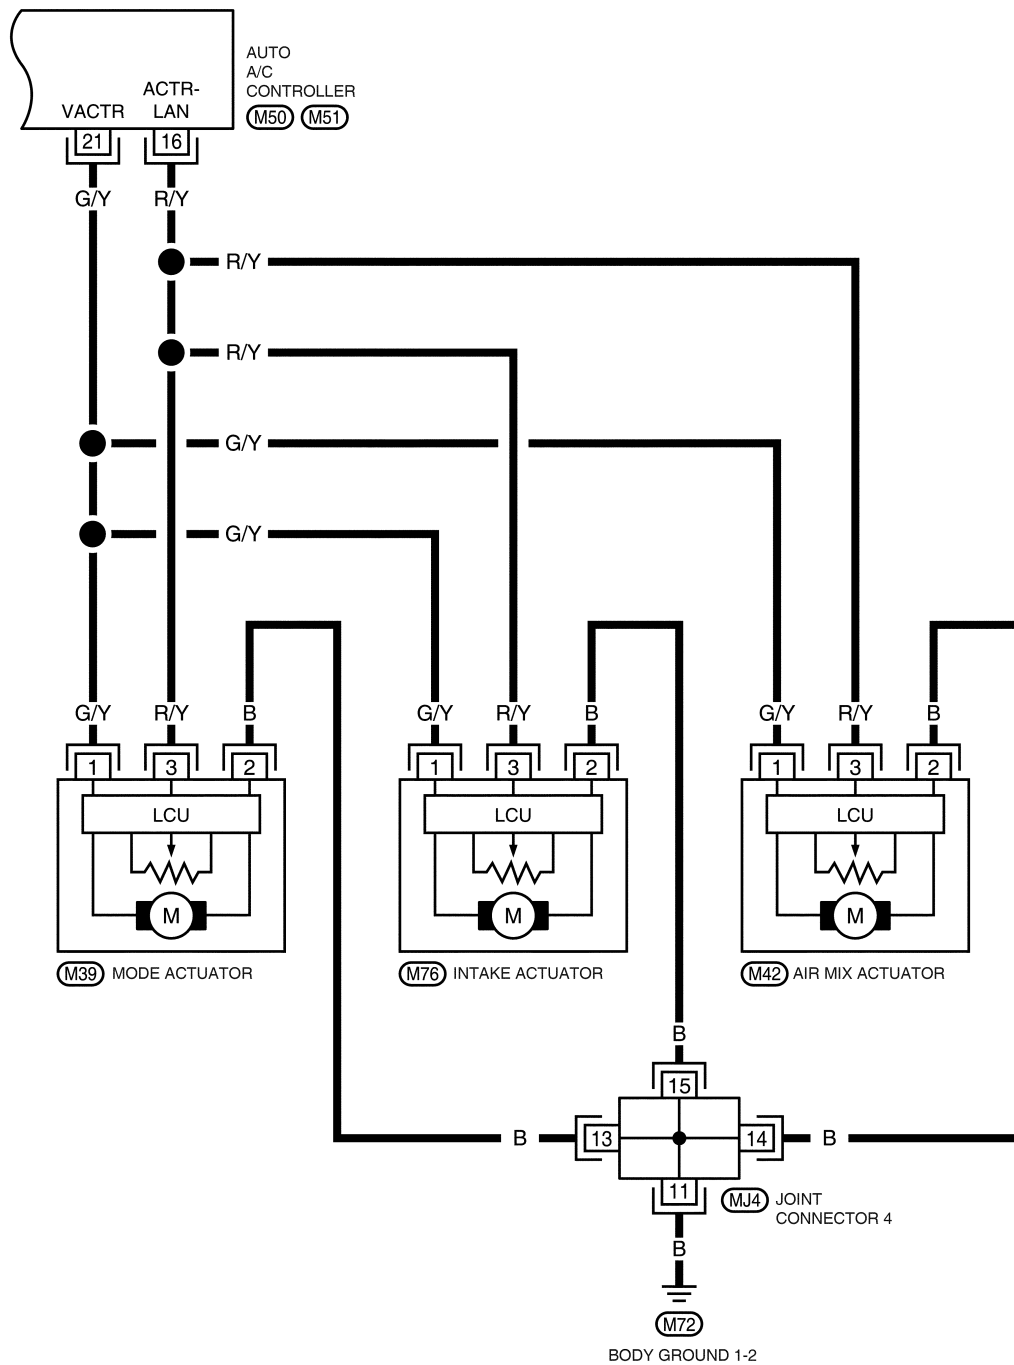 AUTO
A/C
CONTROLLER
M50 M51
VACTR
ACTR-
LAN
21 16
G/Y R/Y
R/Y
R/Y
G/Y
G/Y
G/Y R/Y B G/Y R/Y B G/Y R/Y B
1 3 2 1 3 2 1 3 2
LCU LCU LCU
M M M
M39 MODE ACTUATOR M76 INTAKE ACTUATOR M42 AIR MIX ACTUATOR
B
15
B 13 14 B
11
MJ4 JOINT
CONNECTOR 4
B
M72
BODY GROUND 1-2